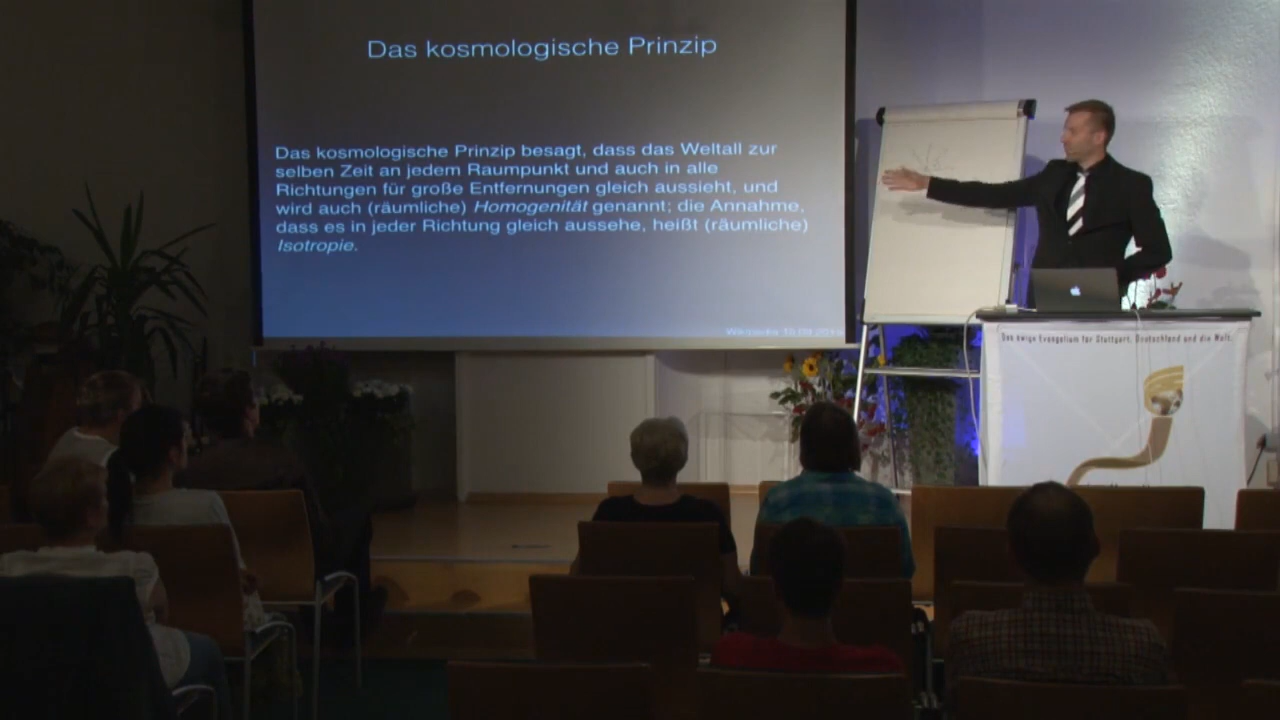 Das kosmologische Prinzip
Das kosmologische Prinzip besagt, dass das Weltall zur
selben Zeit an jedem Raumpunkt und auch in alle
Richtungen für große Entfernungen gleich aussieht, und
wird auch (räumliche) Homogenität genannt; die Annahme,
dass es in jeder Richtung gleich aussehe, heißt (räumliche)
Isotropie.
Wikipedia
Das ewige Evangelium für Stuttgart, Deutschland und die Welt.